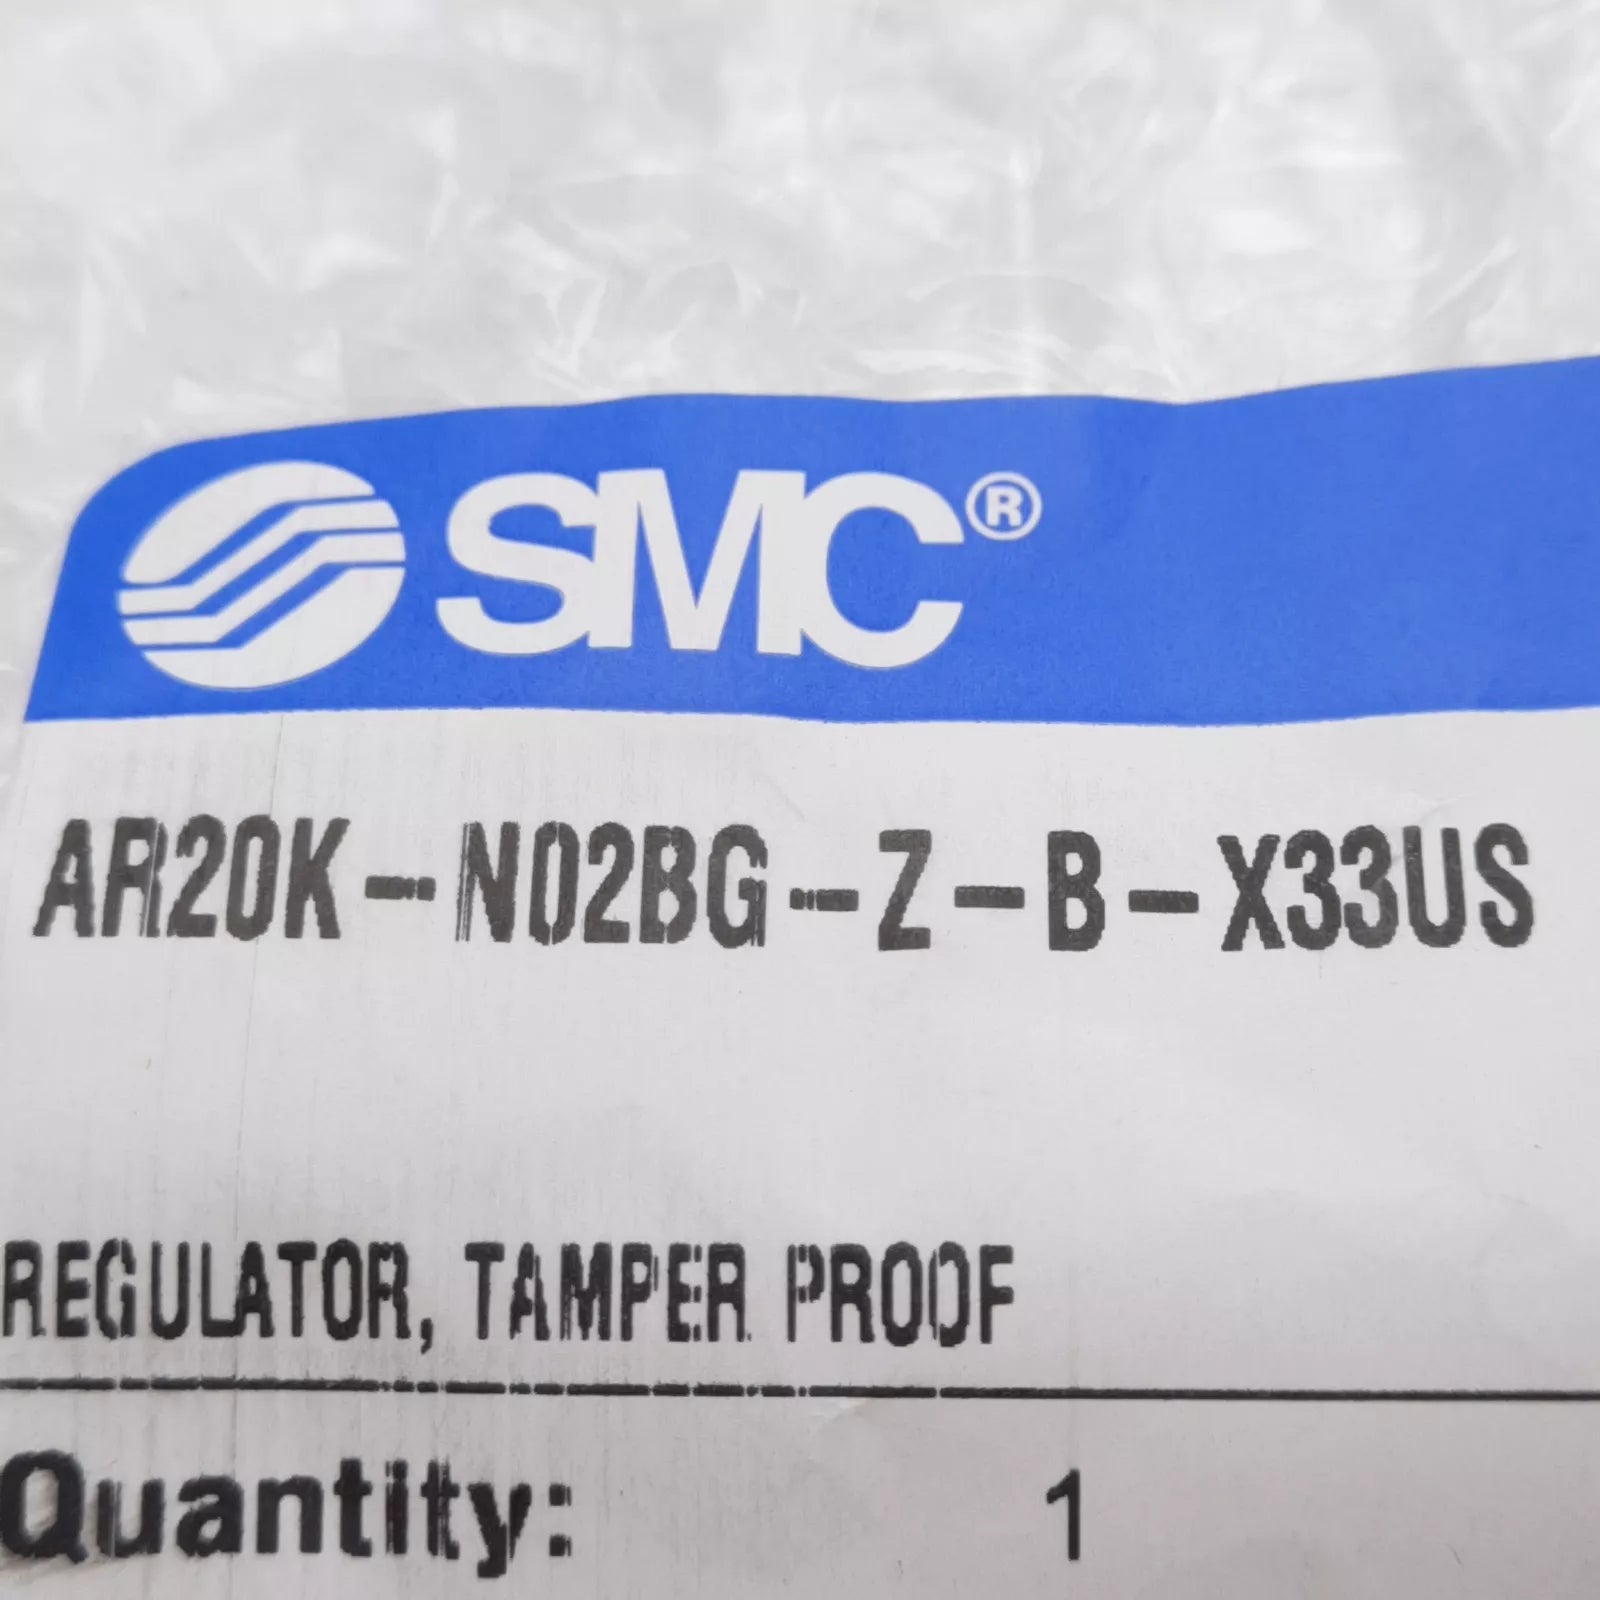 SMC®
AR20K-N02BG-Z-B-X33US
REGULATOR, TAMPER PROOF
Quantity: 1